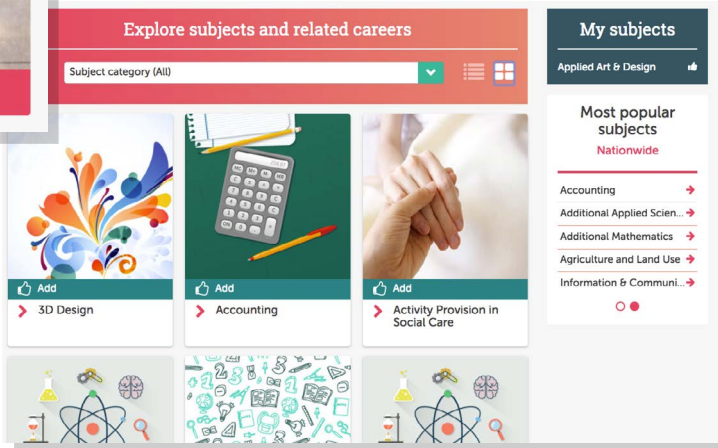 Explore subjects and related careers
Subject category (All)
Add
3D Design
Add
Accounting
Add
Activity Provision in
Social Care
My subjects
Applied Art & Design
Most popular
subjects
Nationwide
Accounting
Additional Applied Scien...
Additional Mathematics
Agriculture and Land Use
Information & Communi...